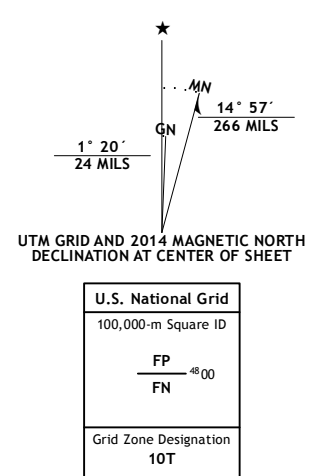 ★
MN
GN
14° 57´
266 MILS
1° 20´
24 MILS
UTM GRID AND 2014 MAGNETIC NORTH
DECLINATION AT CENTER OF SHEET
U.S. National Grid
100,000-m Square ID
FP
4800
FN
Grid Zone Designation
10T